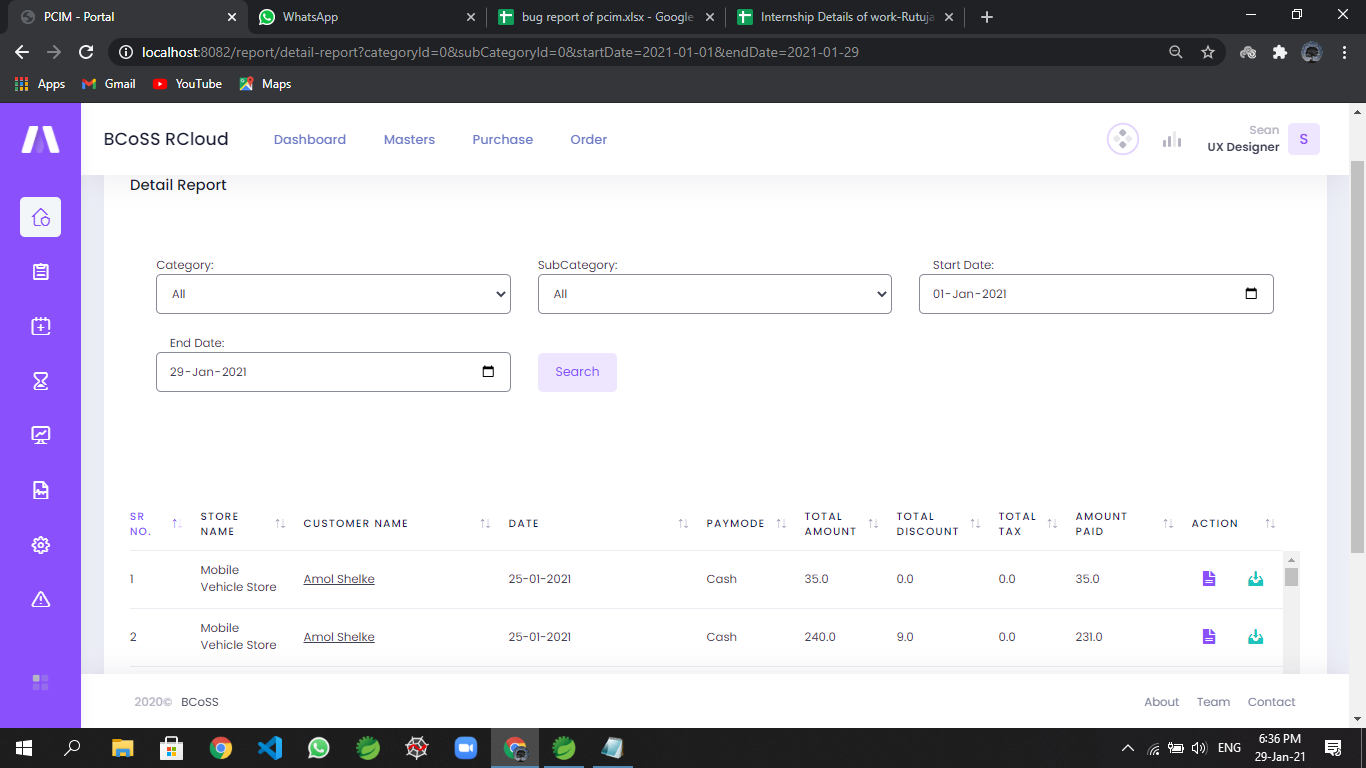 PCIM - Portal
WhatsApp
bug report of pcim.xlsx - Google
Internship Details of work-Rutuja
localhost:8082/report/detail-report?categoryId=0&subCategoryId=0&startDate=2021-01-01&endDate=2021-01-29
Apps Gmail YouTube Maps
BCoSS RCloud Dashboard Masters Purchase Order
Sean
UX Designer
S
Detail Report
Category: SubCategory: Start Date:
All All 01-Jan-2021
End Date:
29-Jan-2021 Search
SR NO. STORE NAME CUSTOMER NAME DATE PAYMODE TOTAL AMOUNT TOTAL DISCOUNT TOTAL TAX AMOUNT PAID ACTION
1 Mobile Vehicle Store Amol Shelke 25-01-2021 Cash 35.0 0.0 0.0 35.0
2 Mobile Vehicle Store Amol Shelke 25-01-2021 Cash 240.0 9.0 0.0 231.0
2020© BCoSS About Team Contact
ENG
6:36 PM
29-Jan-21